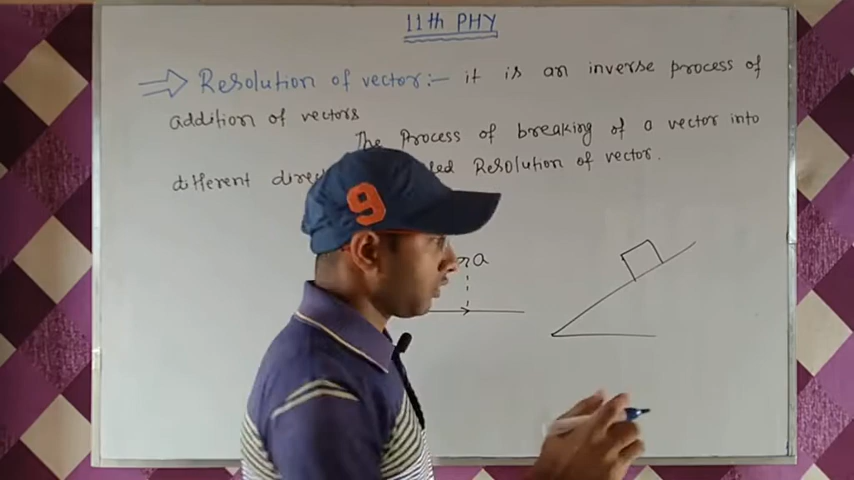 11th PHY
Resolution of vector:- it is an inverse process of
addition of vectors
The Process of breaking of a vector into
different Resolution of vector.
a
9